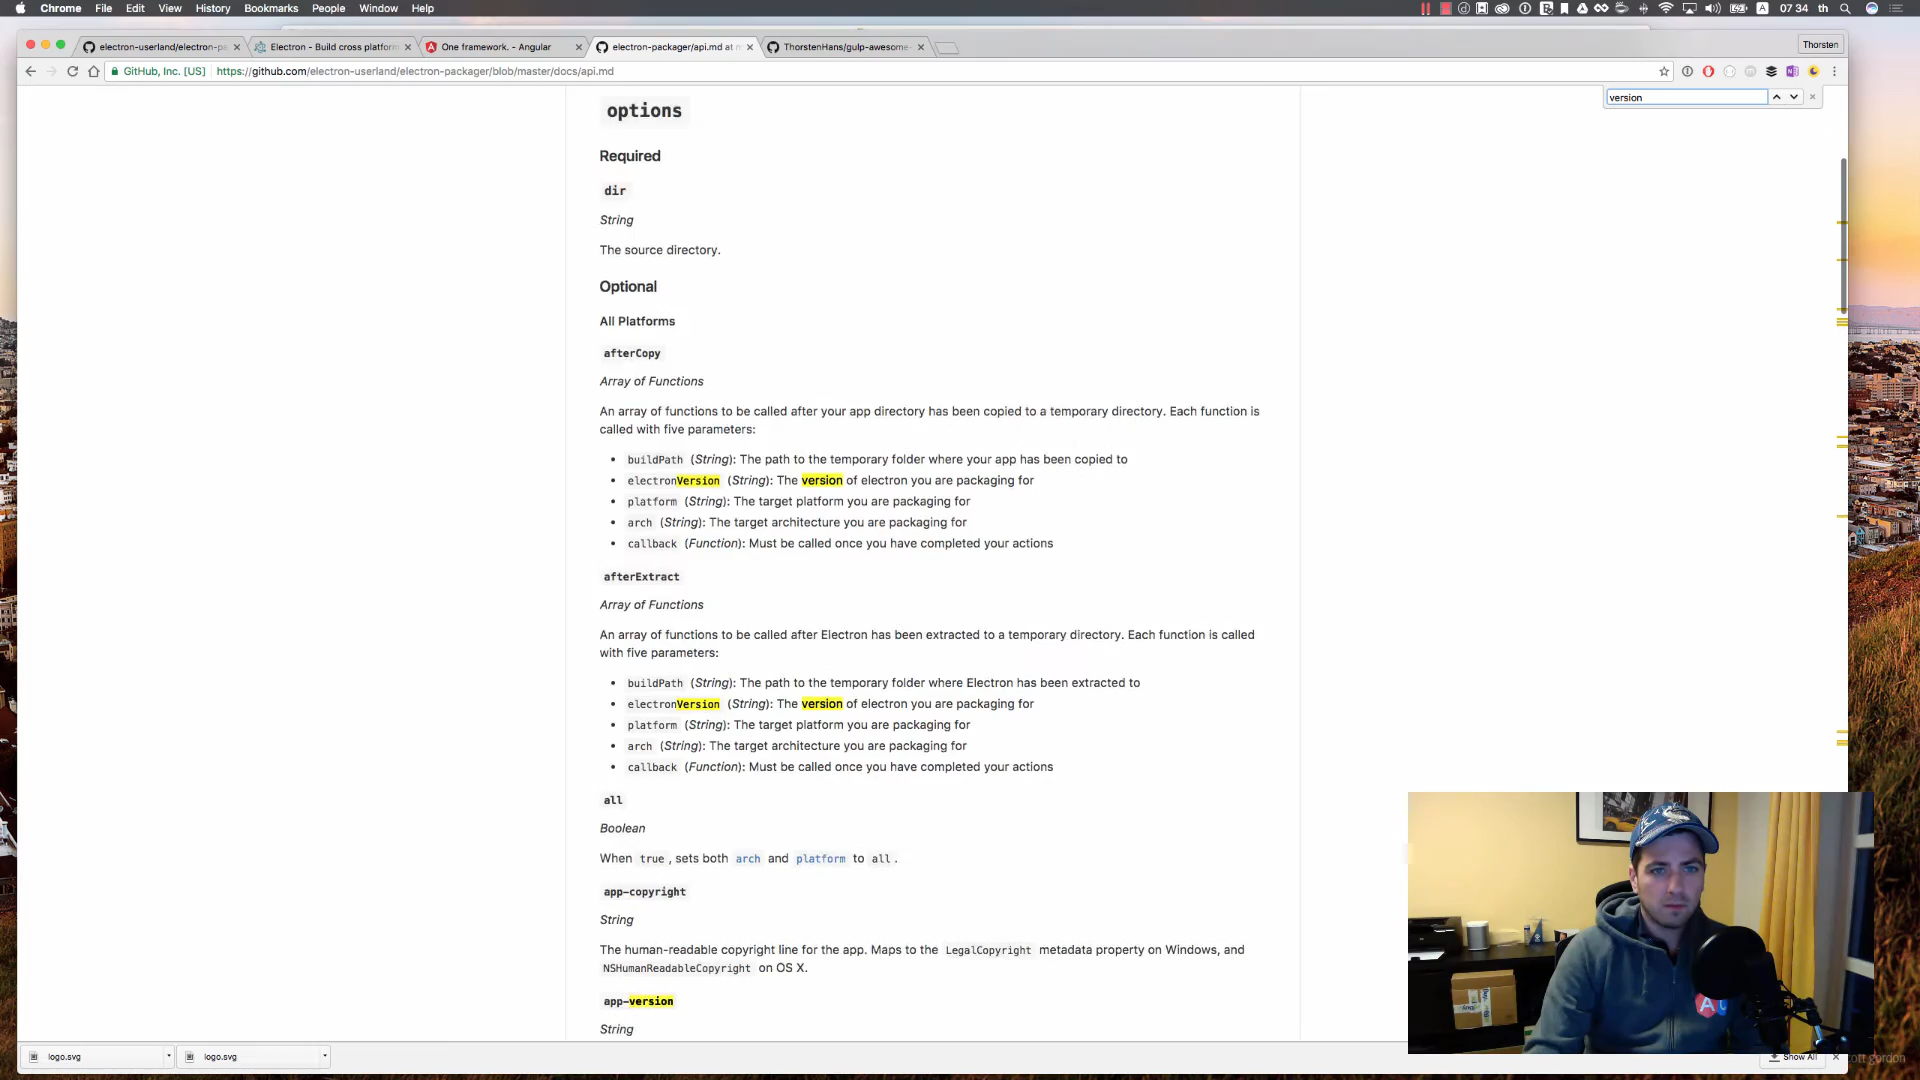 Chrome File Edit View History Bookmarks People Window Help
07 34 th
electron-userland/electron-pa
Electron - Build cross platform
One framework. - Angular
electron-packager/api.md at m
ThorstenHans/gulp-awesome-
Thorsten
GitHub, Inc. [US] https://github.com/electron-userland/electron-packager/blob/master/docs/api.md
version
options
Required
dir
String
The source directory.
Optional
All Platforms
afterCopy
Array of Functions
An array of functions to be called after your app directory has been copied to a temporary directory. Each function is
called with five parameters:
buildPath (String): The path to the temporary folder where your app has been copied to
electronVersion (String): The version of electron you are packaging for
platform (String): The target platform you are packaging for
arch (String): The target architecture you are packaging for
callback (Function): Must be called once you have completed your actions
afterExtract
Array of Functions
An array of functions to be called after Electron has been extracted to a temporary directory. Each function is called
with five parameters:
buildPath (String): The path to the temporary folder where Electron has been extracted to
electronVersion (String): The version of electron you are packaging for
platform (String): The target platform you are packaging for
arch (String): The target architecture you are packaging for
callback (Function): Must be called once you have completed your actions
all
Boolean
When true, sets both arch and platform to all.
app-copyright
String
The human-readable copyright line for the app. Maps to the LegalCopyright metadata property on Windows, and
NSHumanReadableCopyright on OS X.
app-version
String
logo.svg
logo.svg
Show All
ott gordon